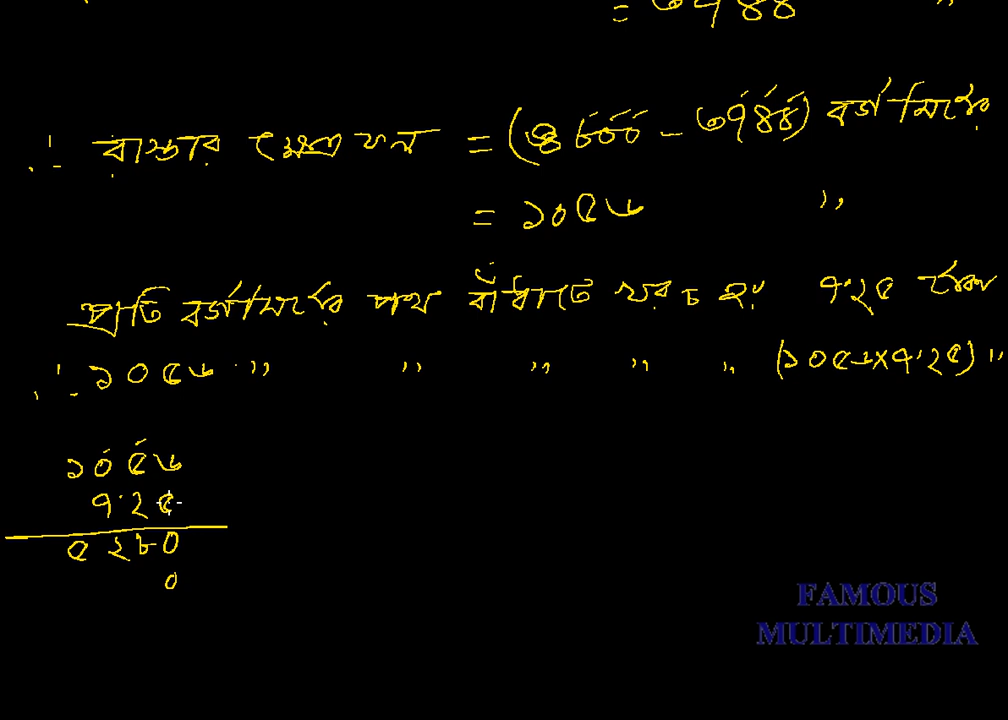 = ৩৭৪৪ "
∴ রাস্তার ক্ষেত্রফল = (৪৮০০ - ৩৭৪৪) বর্গমিটার
= ১০৫৬ "
প্রতি বর্গমিটার পথ বাঁধাতে খরচ হয় ৭.২৫ টাকা
∴ ১০৫৬ " " " " " (১০৫৬×৭.২৫) "
১০৫৬
৭.২৫
৫২৮০
০
FAMOUS
MULTIMEDIA